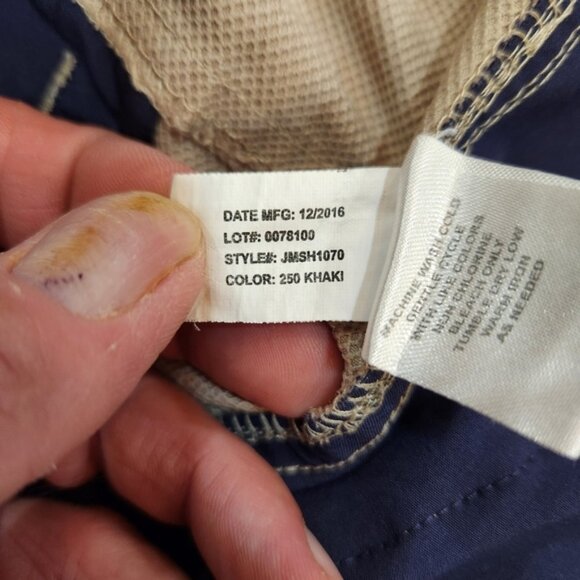 DATE MFG: 12/2016
LOT#: 0078100
STYLE#: JMSH1070
COLOR: 250 KHAKI
MACHINE WASH COLD
GENTLE CYCLE
WITH LIKE COLORS
NON CHLORINE
BLEACH ONLY
TUMBLE DRY LOW
WARM IRON
AS NEEDED